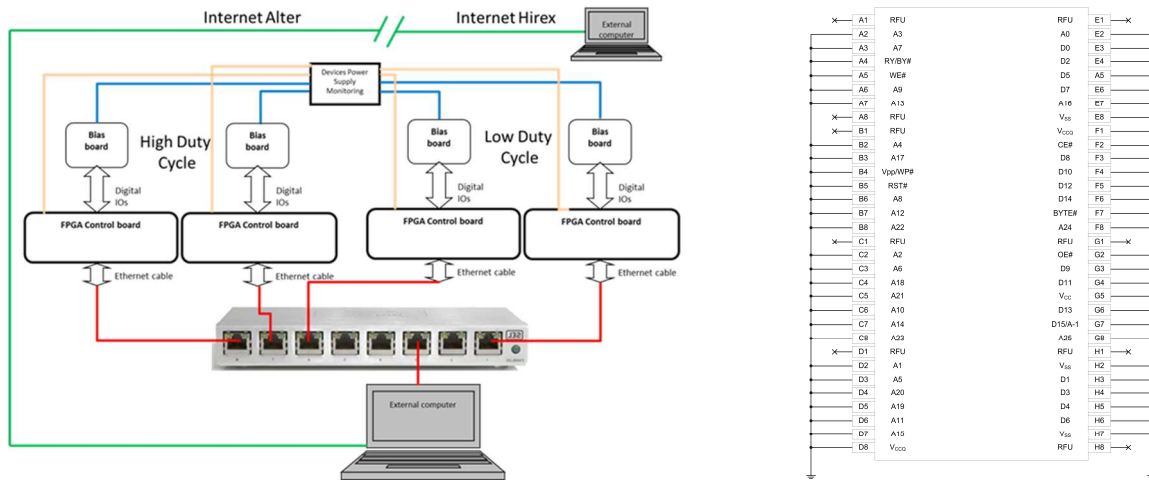 Internet Alter
Internet Hirex
External
computer
Devices Power
Supply
Monitoring
Bias
board
High Duty
Cycle
Bias
board
Bias
board
Low Duty
Cycle
Bias
board
Digital
IOs
Digital
IOs
Digital
IOs
Digital
IOs
FPGA Control board
FPGA Control board
FPGA Control board
FPGA Control board
Ethernet cable
Ethernet cable
Ethernet cable
Ethernet cable
External computer
A1 RFU RFU E1
A2 A3 A0 E2
A3 A7 D0 E3
A4 RY/BY# D2 E4
A5 WE# D5 A5
A6 A9 D7 E6
A7 A13 A16 E7
A8 RFU Vss E8
B1 RFU VccQ F1
B2 A4 CE# F2
B3 A17 D8 F3
B4 Vpp/WP# D10 F4
B5 RST# D12 F5
B6 A8 D14 F6
B7 A12 BYTE# F7
B8 A22 A24 F8
C1 RFU RFU G1
C2 A2 OE# G2
C3 A6 D9 G3
C4 A18 D11 G4
C5 A21 Vcc G5
C6 A10 D13 G6
C7 A14 D15/A-1 G7
C8 A23 A25 G8
D1 RFU RFU H1
D2 A1 Vss H2
D3 A5 D1 H3
D4 A20 D3 H4
D5 A19 D4 H5
D6 A11 D6 H6
D7 A15 Vss H7
D8 VccQ RFU H8